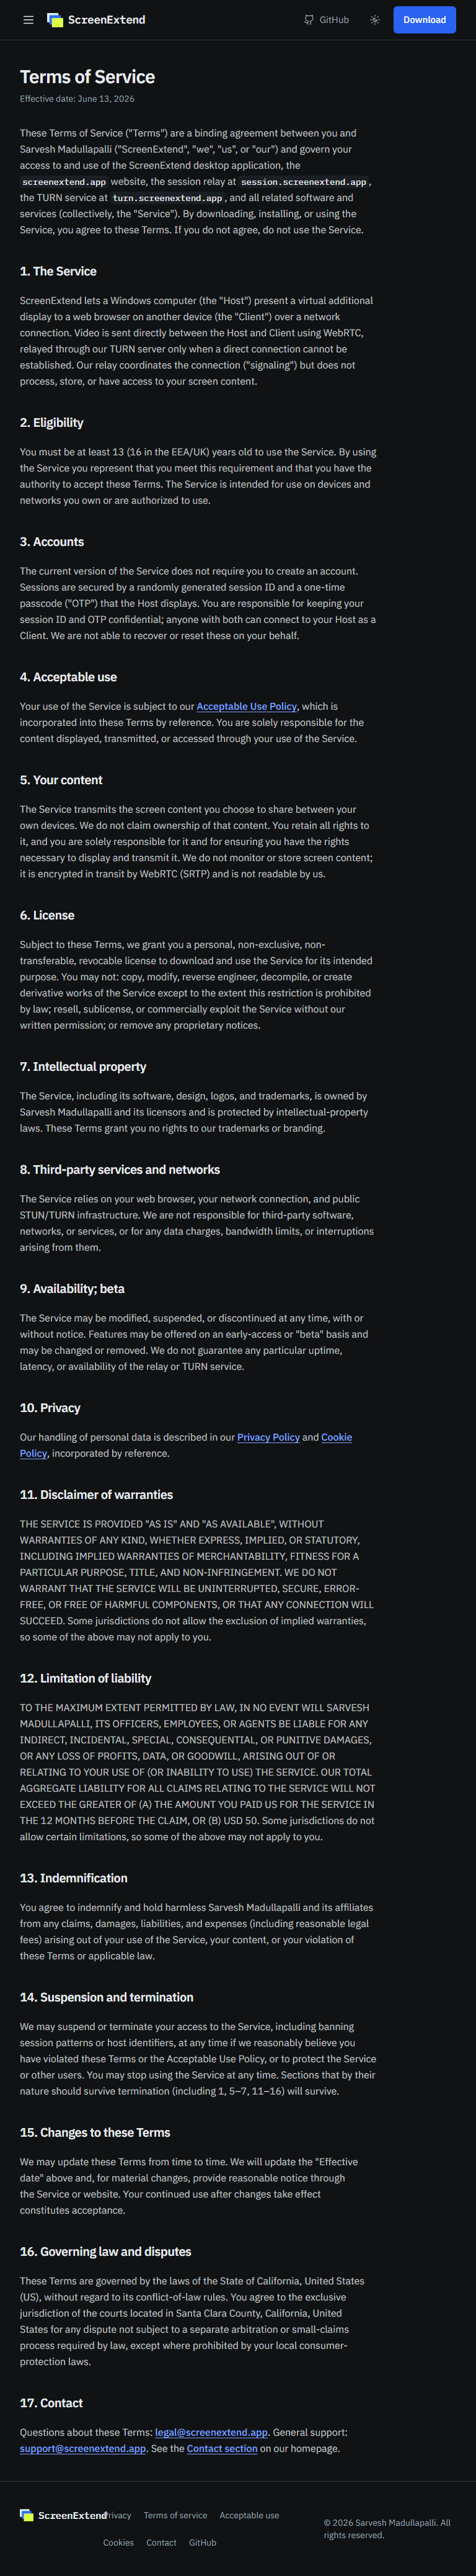 ScreenExtend
GitHub
Download
Terms of Service
Effective date: June 13, 2026
These Terms of Service ("Terms") are a binding agreement between you and
Sarvesh Madullapalli ("ScreenExtend", "we", "us", or "our") and govern your
access to and use of the ScreenExtend desktop application, the
screenextend.app website, the session relay at session.screenextend.app,
the TURN service at turn.screenextend.app, and all related software and
services (collectively, the "Service"). By downloading, installing, or using the
Service, you agree to these Terms. If you do not agree, do not use the Service.
1. The Service
ScreenExtend lets a Windows computer (the "Host") present a virtual additional
display to a web browser on another device (the "Client") over a network
connection. Video is sent directly between the Host and Client using WebRTC,
relayed through our TURN server only when a direct connection cannot be
established. Our relay coordinates the connection ("signaling") but does not
process, store, or have access to your screen content.
2. Eligibility
You must be at least 13 (16 in the EEA/UK) years old to use the Service. By using
the Service you represent that you meet this requirement and that you have the
authority to accept these Terms. The Service is intended for use on devices and
networks you own or are authorized to use.
3. Accounts
The current version of the Service does not require you to create an account.
Sessions are secured by a randomly generated session ID and a one-time
passcode ("OTP") that the Host displays. You are responsible for keeping your
session ID and OTP confidential; anyone with both can connect to your Host as a
Client. We are not able to recover or reset these on your behalf.
4. Acceptable use
Your use of the Service is subject to our Acceptable Use Policy, which is
incorporated into these Terms by reference. You are solely responsible for the
content displayed, transmitted, or accessed through your use of the Service.
5. Your content
The Service transmits the screen content you choose to share between your
own devices. We do not claim ownership of that content. You retain all rights to
it, and you are solely responsible for it and for ensuring you have the rights
necessary to display and transmit it. We do not monitor or store screen content;
it is encrypted in transit by WebRTC (SRTP) and is not readable by us.
6. License
Subject to these Terms, we grant you a personal, non-exclusive, non-
transferable, revocable license to download and use the Service for its intended
purpose. You may not: copy, modify, reverse engineer, decompile, or create
derivative works of the Service except to the extent this restriction is prohibited
by law; resell, sublicense, or commercially exploit the Service without our
written permission; or remove any proprietary notices.
7. Intellectual property
The Service, including its software, design, logos, and trademarks, is owned by
Sarvesh Madullapalli and its licensors and is protected by intellectual-property
laws. These Terms grant you no rights to our trademarks or branding.
8. Third-party services and networks
The Service relies on your web browser, your network connection, and public
STUN/TURN infrastructure. We are not responsible for third-party software,
networks, or services, or for any data charges, bandwidth limits, or interruptions
arising from them.
9. Availability; beta
The Service may be modified, suspended, or discontinued at any time, with or
without notice. Features may be offered on an early-access or "beta" basis and
may be changed or removed. We do not guarantee any particular uptime,
latency, or availability of the relay or TURN service.
10. Privacy
Our handling of personal data is described in our Privacy Policy and Cookie
Policy, incorporated by reference.
11. Disclaimer of warranties
THE SERVICE IS PROVIDED "AS IS" AND "AS AVAILABLE", WITHOUT
WARRANTIES OF ANY KIND, WHETHER EXPRESS, IMPLIED, OR STATUTORY,
INCLUDING IMPLIED WARRANTIES OF MERCHANTABILITY, FITNESS FOR A
PARTICULAR PURPOSE, TITLE, AND NON-INFRINGEMENT. WE DO NOT
WARRANT THAT THE SERVICE WILL BE UNINTERRUPTED, SECURE, ERROR-
FREE, OR FREE OF HARMFUL COMPONENTS, OR THAT ANY CONNECTION WILL
SUCCEED. Some jurisdictions do not allow the exclusion of implied warranties,
so some of the above may not apply to you.
12. Limitation of liability
TO THE MAXIMUM EXTENT PERMITTED BY LAW, IN NO EVENT WILL SARVESH
MADULLAPALLI, ITS OFFICERS, EMPLOYEES, OR AGENTS BE LIABLE FOR ANY
INDIRECT, INCIDENTAL, SPECIAL, CONSEQUENTIAL, OR PUNITIVE DAMAGES,
OR ANY LOSS OF PROFITS, DATA, OR GOODWILL, ARISING OUT OF OR
RELATING TO YOUR USE OF (OR INABILITY TO USE) THE SERVICE. OUR TOTAL
AGGREGATE LIABILITY FOR ALL CLAIMS RELATING TO THE SERVICE WILL NOT
EXCEED THE GREATER OF (A) THE AMOUNT YOU PAID US FOR THE SERVICE IN
THE 12 MONTHS BEFORE THE CLAIM, OR (B) USD 50. Some jurisdictions do not
allow certain limitations, so some of the above may not apply to you.
13. Indemnification
You agree to indemnify and hold harmless Sarvesh Madullapalli and its affiliates
from any claims, damages, liabilities, and expenses (including reasonable legal
fees) arising out of your use of the Service, your content, or your violation of
these Terms or applicable law.
14. Suspension and termination
We may suspend or terminate your access to the Service, including banning
session patterns or host identifiers, at any time if we reasonably believe you
have violated these Terms or the Acceptable Use Policy, or to protect the Service
or other users. You may stop using the Service at any time. Sections that by their
nature should survive termination (including 1, 5–7, 11–16) will survive.
15. Changes to these Terms
We may update these Terms from time to time. We will update the "Effective
date" above and, for material changes, provide reasonable notice through
the Service or website. Your continued use after changes take effect
constitutes acceptance.
16. Governing law and disputes
These Terms are governed by the laws of the State of California, United States
(US), without regard to its conflict-of-law rules. You agree to the exclusive
jurisdiction of the courts located in Santa Clara County, California, United
States for any dispute not subject to a separate arbitration or small-claims
process required by law, except where prohibited by your local consumer-
protection laws.
17. Contact
Questions about these Terms: legal@screenextend.app. General support:
support@screenextend.app. See the Contact section on our homepage.
ScreenExtend
Privacy Terms of service Acceptable use
Cookies Contact GitHub
© 2026 Sarvesh Madullapalli. All
rights reserved.